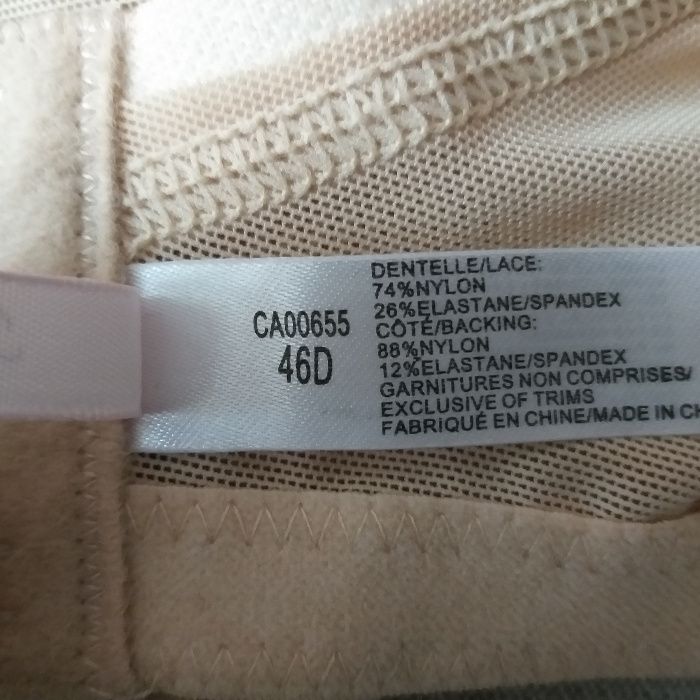 CA00655
46D
DENTELLE/LACE:
74%NYLON
26%ELASTANE/SPANDEX
CÔTÉ/BACKING:
88%NYLON
12%ELASTANE/SPANDEX
GARNITURES NON COMPRISES/
EXCLUSIVE OF TRIMS
FABRIQUÉ EN CHINE/MADE IN CH